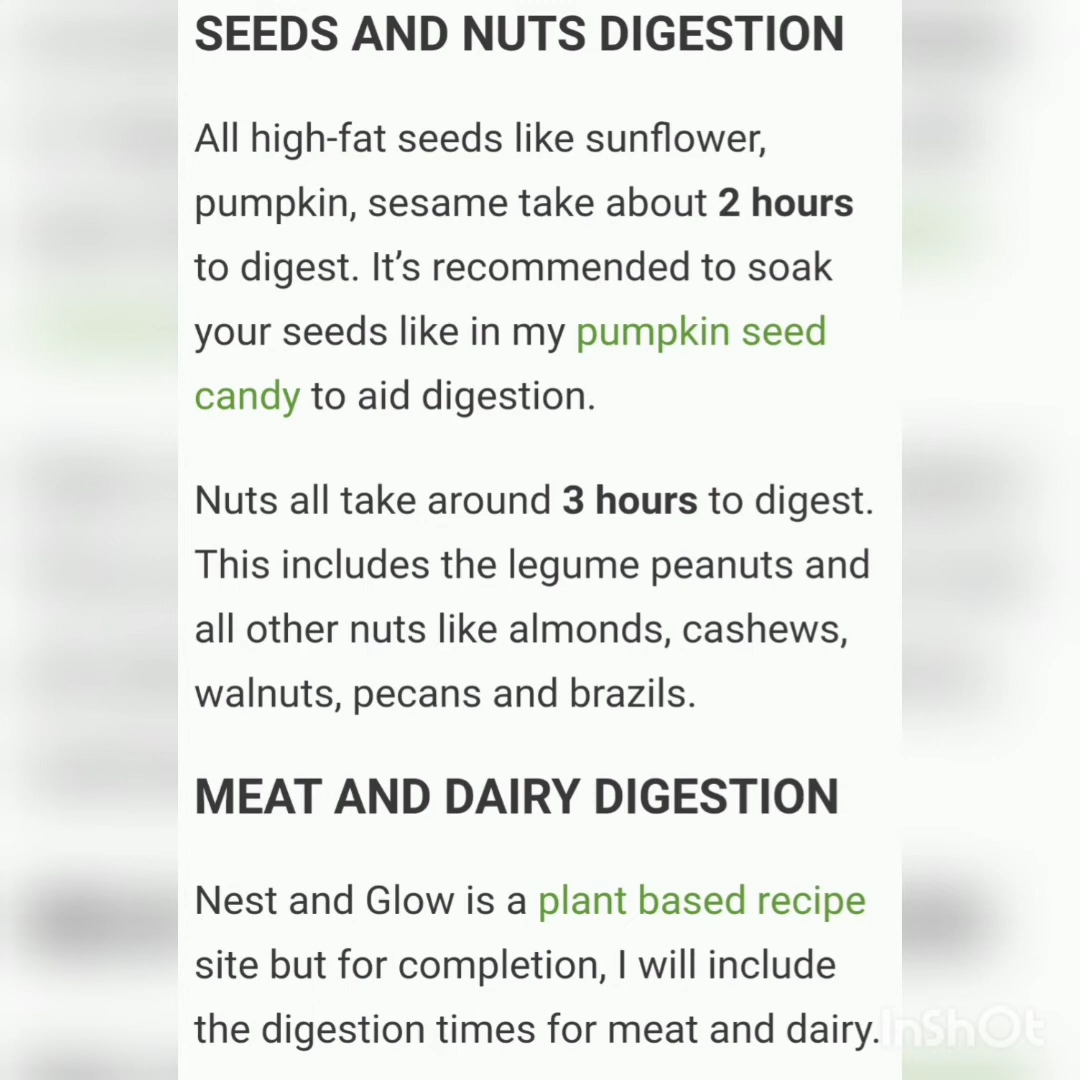 SEEDS AND NUTS DIGESTION
All high-fat seeds like sunflower,
pumpkin, sesame take about 2 hours
to digest. It’s recommended to soak
your seeds like in my pumpkin seed
candy to aid digestion.
Nuts all take around 3 hours to digest.
This includes the legume peanuts and
all other nuts like almonds, cashews,
walnuts, pecans and brazils.
MEAT AND DAIRY DIGESTION
Nest and Glow is a plant based recipe
site but for completion, I will include
the digestion times for meat and dairy.
InShOt